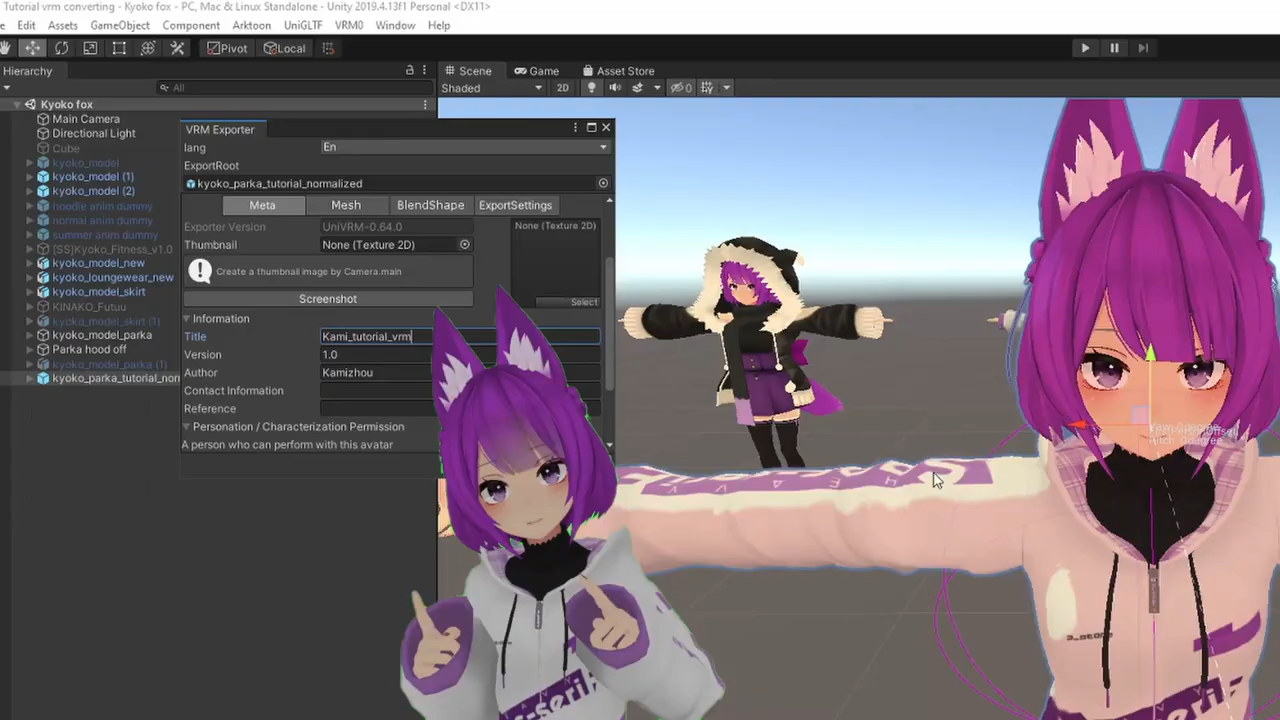 Tutorial vrm converting - Kyoko fox - PC, Mac & Linux Standalone - Unity 2019.4.13f1 Personal <DX11>
Edit Assets GameObject Component Arktoon UniGLTF VRM0 Window Help
Pivot Local
Hierarchy
Scene Game Asset Store
All
Shaded 2D 0
Kyoko fox
Main Camera
Directional Light
Cube
kyoko_model
kyoko_model (1)
kyoko_model (2)
hoodie anim dummy
normal anim dummy
summer anim dummy
[SS]Kyoko_Fitness_v1.0
kyoko_model_new
kyoko_loungewear_new
kyoko_model_skirt
KINAKO_Futuu
kyoko_model_skirt (1)
kyoko_model_parka
Parka hood off
kyoko_model_parka (1)
kyoko_parka_tutorial_nor
VRM Exporter
lang En
ExportRoot
kyoko_parka_tutorial_normalized
Meta Mesh BlendShape ExportSettings
Exporter Version UniVRM-0.64.0
None (Texture 2D)
Thumbnail None (Texture 2D)
Create a thumbnail image by Camera.main
Screenshot
Select
Information
Title Kami_tutorial_vrm
Version 1.0
Author Kamizhou
Contact Information
Reference
Personation / Characterization Permission
A person who can perform with this avatar